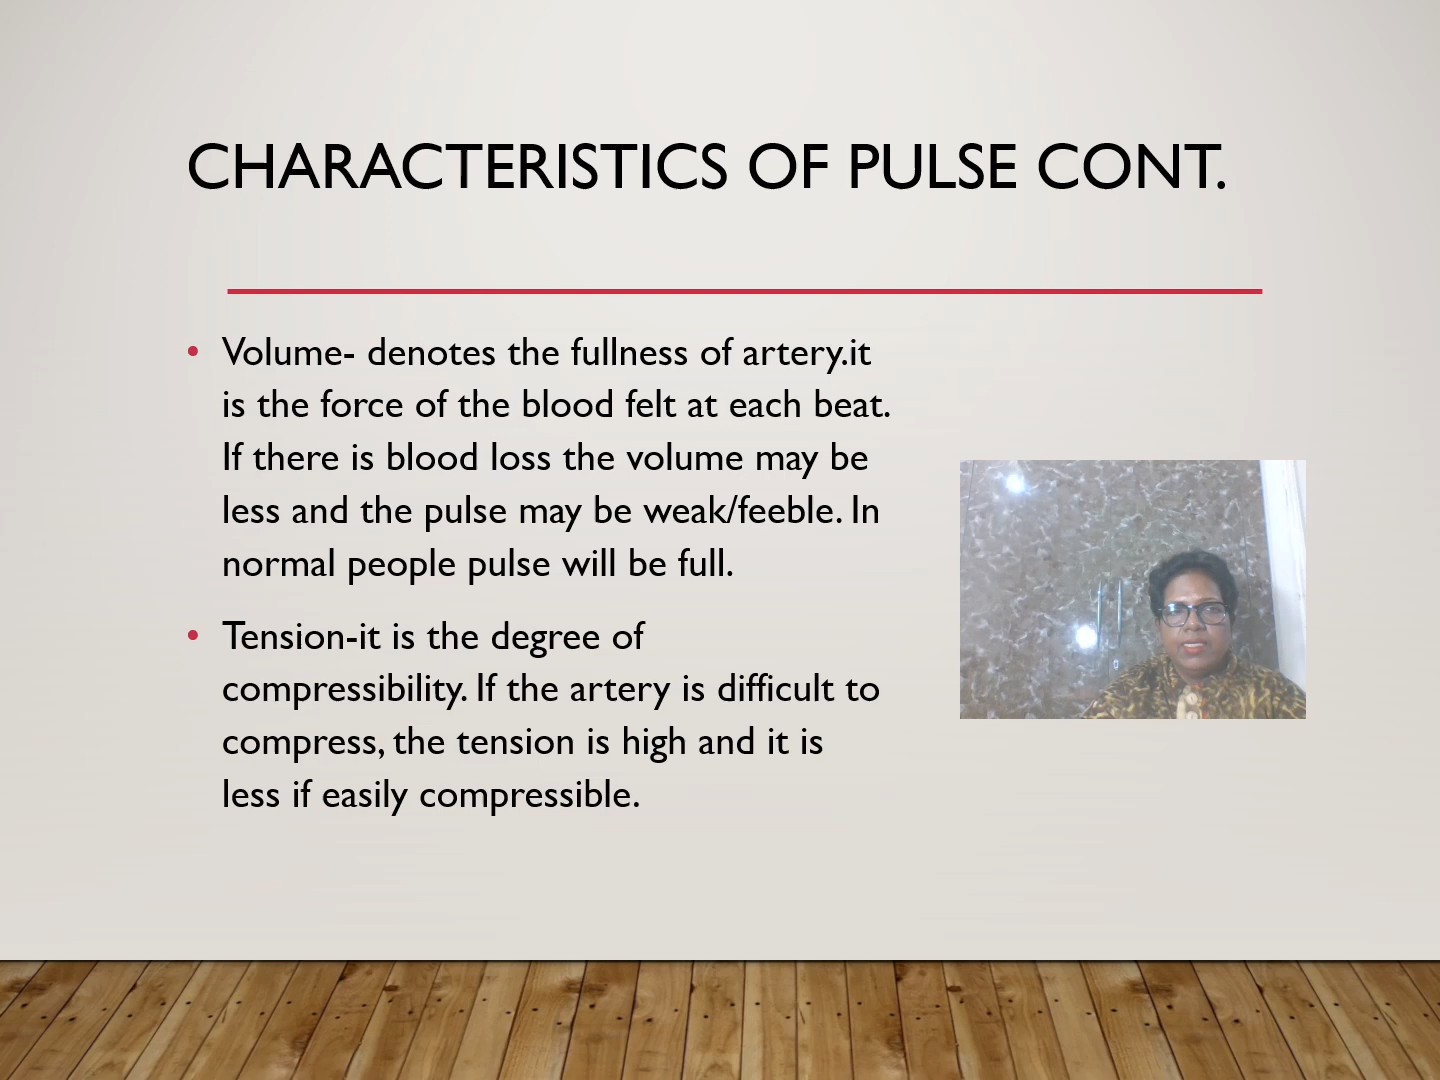 CHARACTERISTICS OF PULSE CONT.
• Volume- denotes the fullness of artery.it
is the force of the blood felt at each beat.
If there is blood loss the volume may be
less and the pulse may be weak/feeble. In
normal people pulse will be full.
• Tension-it is the degree of
compressibility. If the artery is difficult to
compress, the tension is high and it is
less if easily compressible.